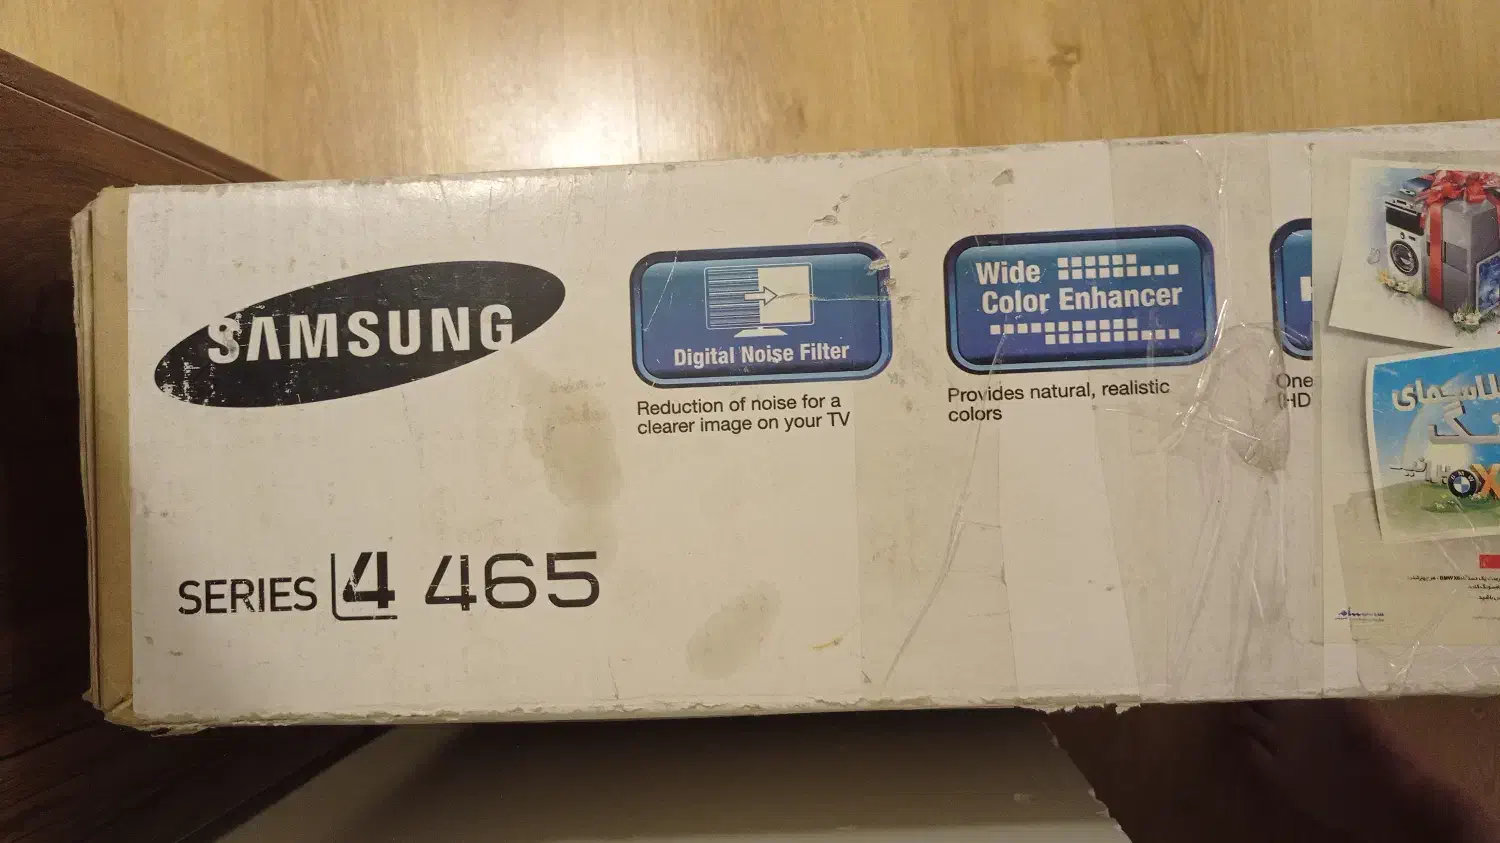 SAMSUNG
Digital Noise Filter
Reduction of noise for a
clearer image on your TV
Wide
Color Enhancer
Provides natural, realistic
colors
One
(HD
SERIES 4 465
پلاسمای